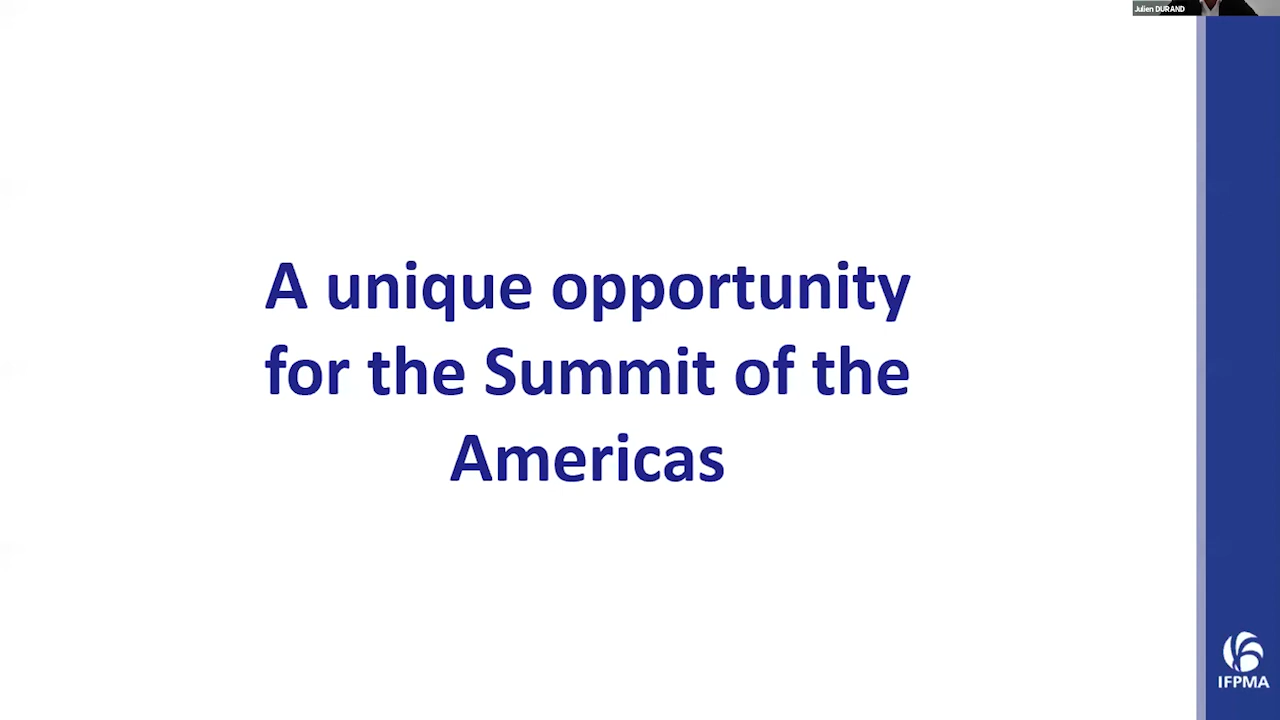 Julien DURAND
A unique opportunity
for the Summit of the
Americas
IFPMA